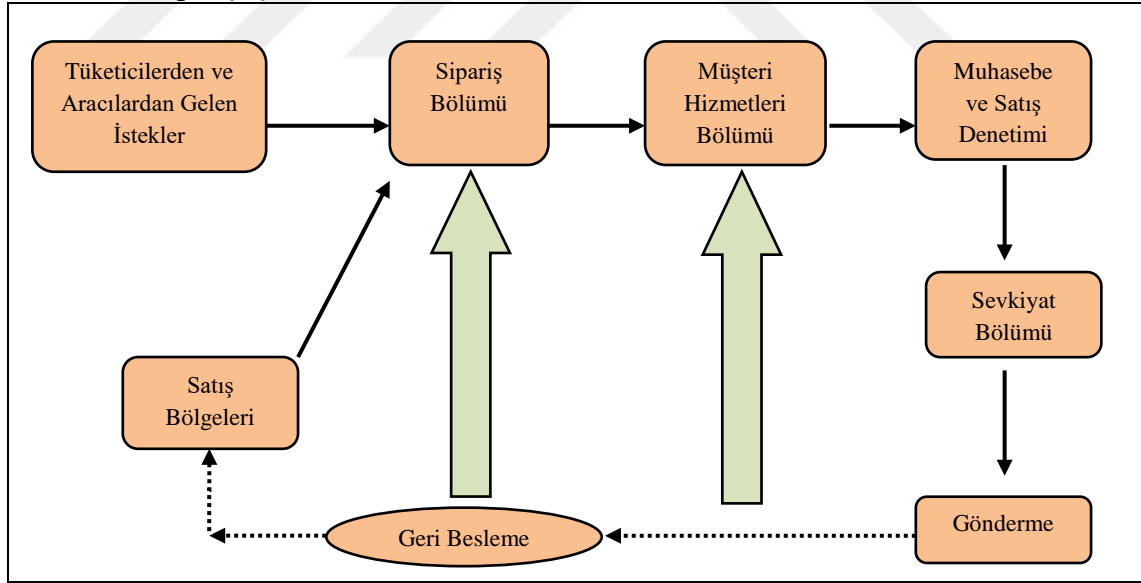 Tüketicilerden ve
Aracılardan Gelen
İstekler
Sipariş
Bölümü
Müşteri
Hizmetleri
Bölümü
Muhasebe
ve Satış
Denetimi
Sevkiyat
Bölümü
Satış
Bölgeleri
Geri Besleme
Gönderme